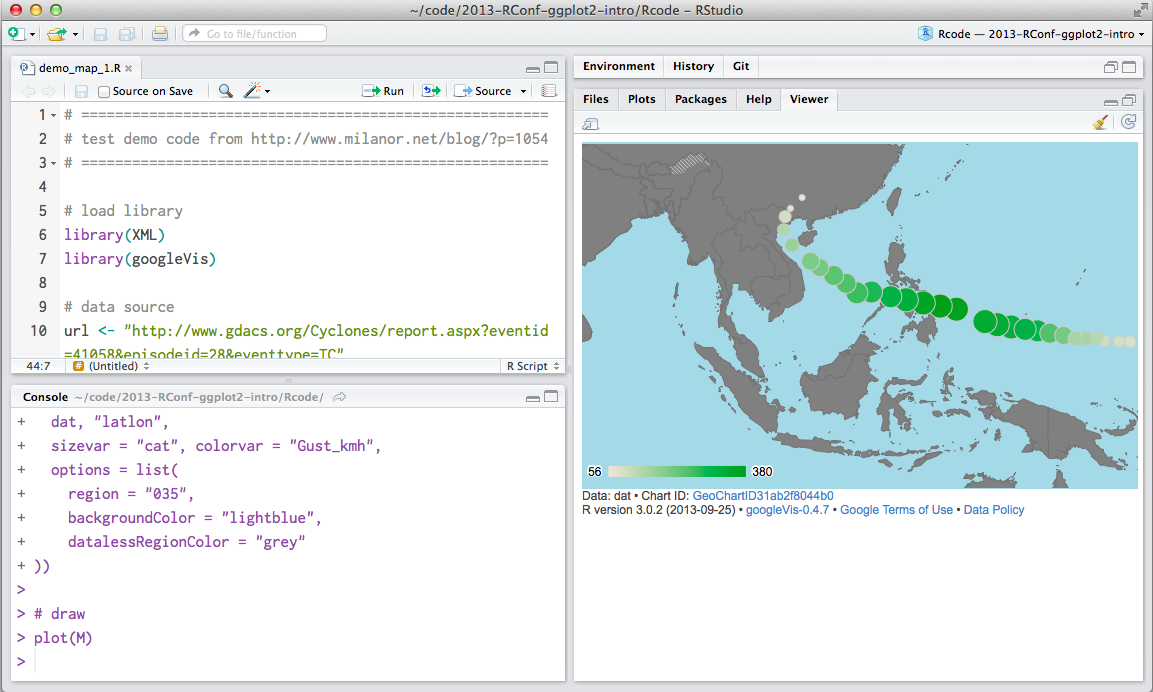 ~/code/2013-RConf-ggplot2-intro/Rcode - RStudio
Go to file/function
Rcode — 2013-RConf-ggplot2-intro
demo_map_1.R
Source on Save
Run
Source
1 # =======================================================
2 # test demo code from http://www.milanor.net/blog/?p=1054
3 # =======================================================
4
5 # load library
6 library(XML)
7 library(googleVis)
8
9 # data source
10 url <- "http://www.gdacs.org/Cyclones/report.aspx?eventid
=41058&episodeid=28&eventtype=TC"
44:7 # (Untitled) R Script
Console ~/code/2013-RConf-ggplot2-intro/Rcode/
+ dat, "latlon",
+ sizevar = "cat", colorvar = "Gust_kmh",
+ options = list(
+ region = "035",
+ backgroundColor = "lightblue",
+ datalessRegionColor = "grey"
+ ))
>
> # draw
> plot(M)
>
Environment History Git
Files Plots Packages Help Viewer
56 380
Data: dat • Chart ID: GeoChartID31ab2f8044b0
R version 3.0.2 (2013-09-25) • googleVis-0.4.7 • Google Terms of Use • Data Policy